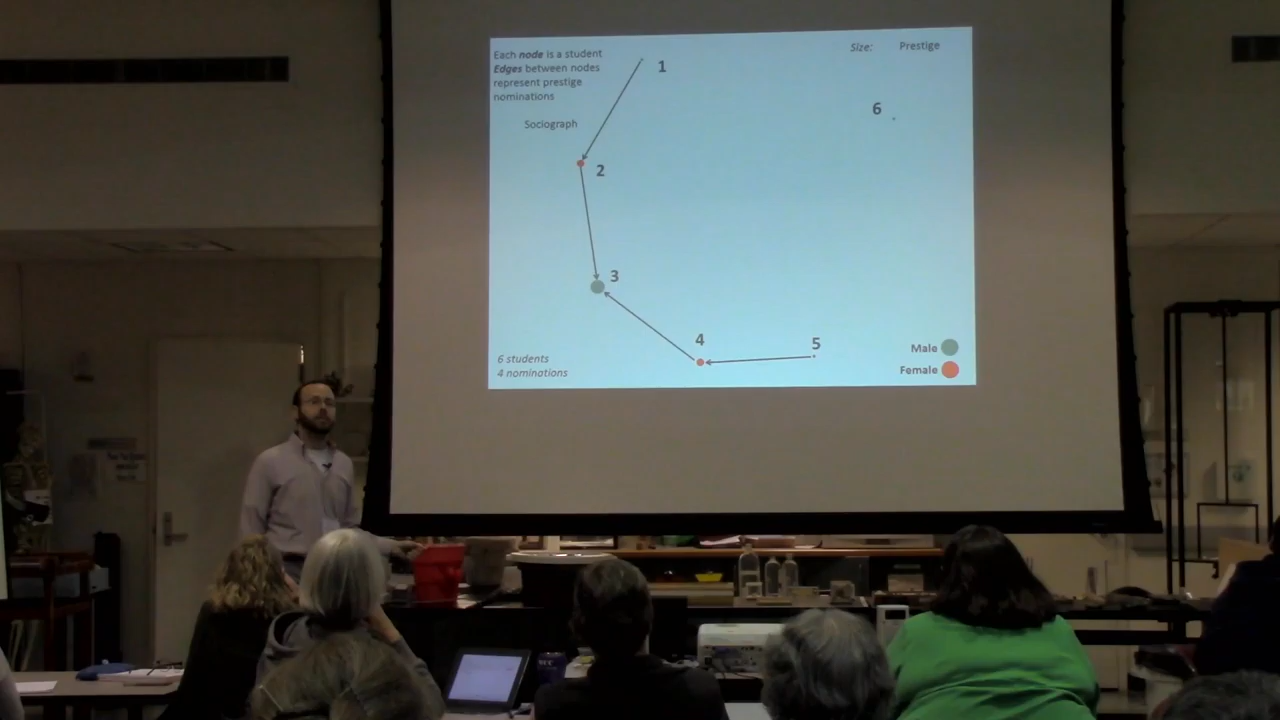 Each node is a student
Edges between nodes
represent prestige
nominations
Sociograph
Size: Prestige
1
6
2
3
4
5
6 students
4 nominations
Male
Female